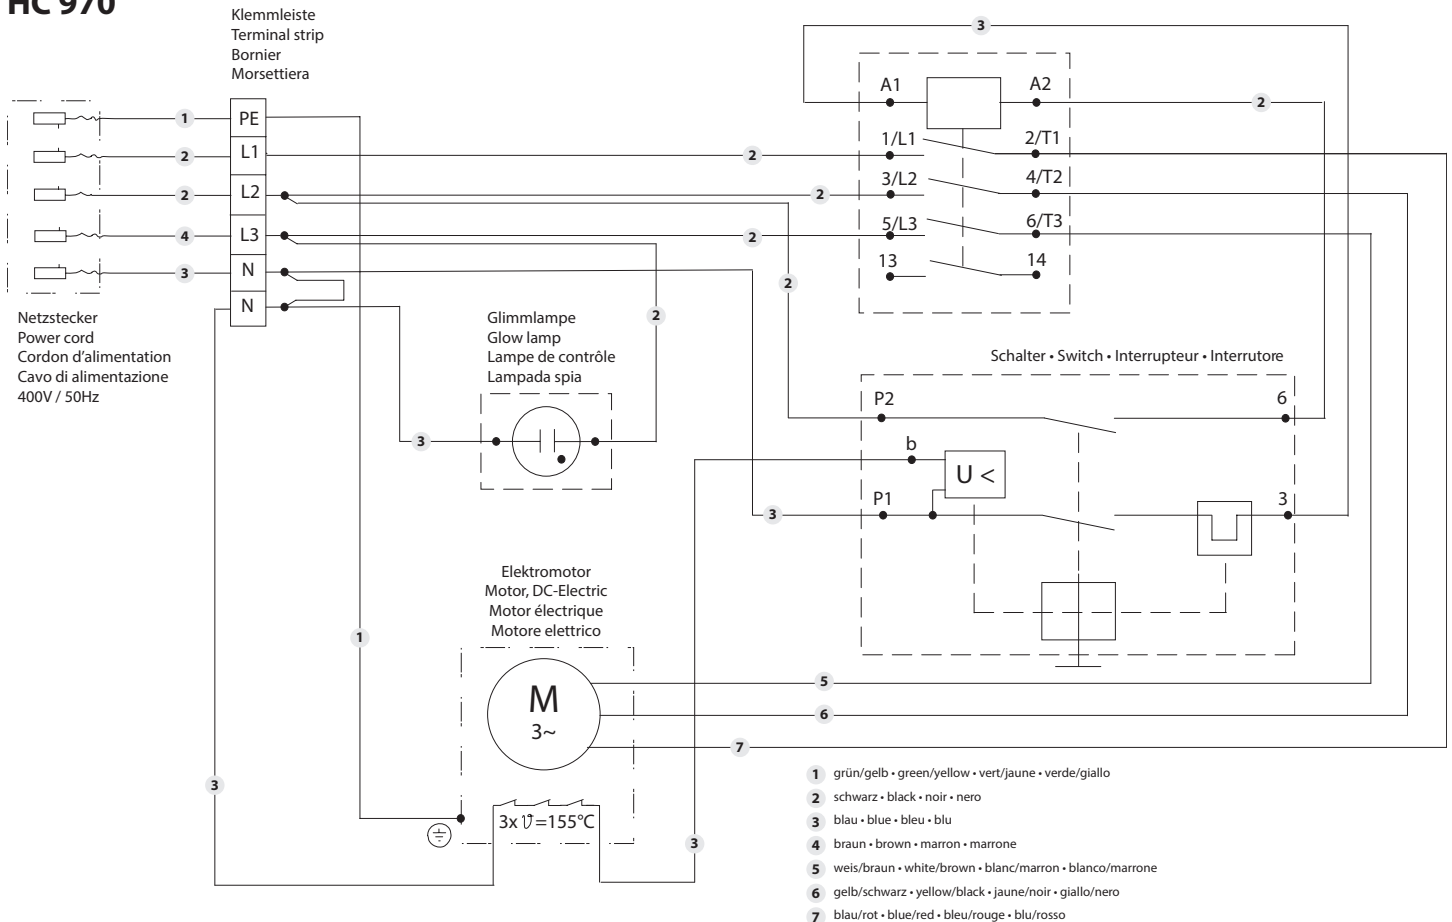 HC 970
Klemmleiste
Terminal strip
Bornier
Morsettiera
3
A1
A2
2
1
PE
2
L1
2
1/L1
2/T1
2
L2
2
3/L2
4/T2
4
L3
2
5/L3
6/T3
3
N
13
14
N
2
2
Netzstecker
Power cord
Cordon d'alimentation
Cavo di alimentazione
400V / 50Hz
Glimmlampe
Glow lamp
Lampe de contrôle
Lampada spia
3
Schalter • Switch • Interrupteur • Interrutore
P2
6
b
U <
P1
3
3
Elektromotor
Motor, DC-Electric
Motor électrique
Motore elettrico
1
M
3~
5
6
7
3
3x ϑ=155°C
3
1 grün/gelb • green/yellow • vert/jaune • verde/giallo
2 schwarz • black • noir • nero
3 blau • blue • bleu • blu
4 braun • brown • marron • marrone
5 weis/braun • white/brown • blanc/marron • blanco/marrone
6 gelb/schwarz • yellow/black • jaune/noir • giallo/nero
7 blau/rot • blue/red • bleu/rouge • blu/rosso